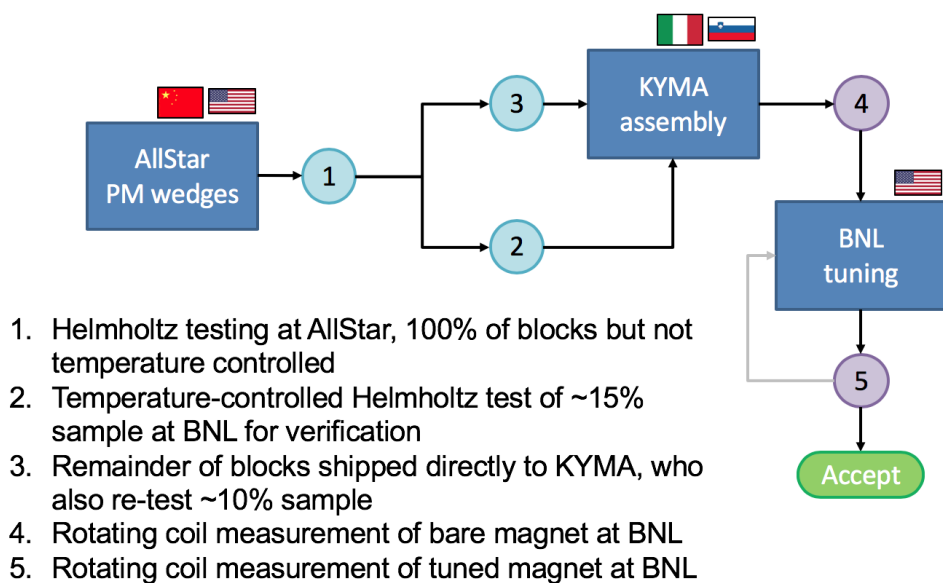 3
KYMA
assembly
4
AllStar
PM wedges
1
2
BNL
tuning
5
Accept
1. Helmholtz testing at AllStar, 100% of blocks but not
temperature controlled
2. Temperature-controlled Helmholtz test of ~15%
sample at BNL for verification
3. Remainder of blocks shipped directly to KYMA, who
also re-test ~10% sample
4. Rotating coil measurement of bare magnet at BNL
5. Rotating coil measurement of tuned magnet at BNL